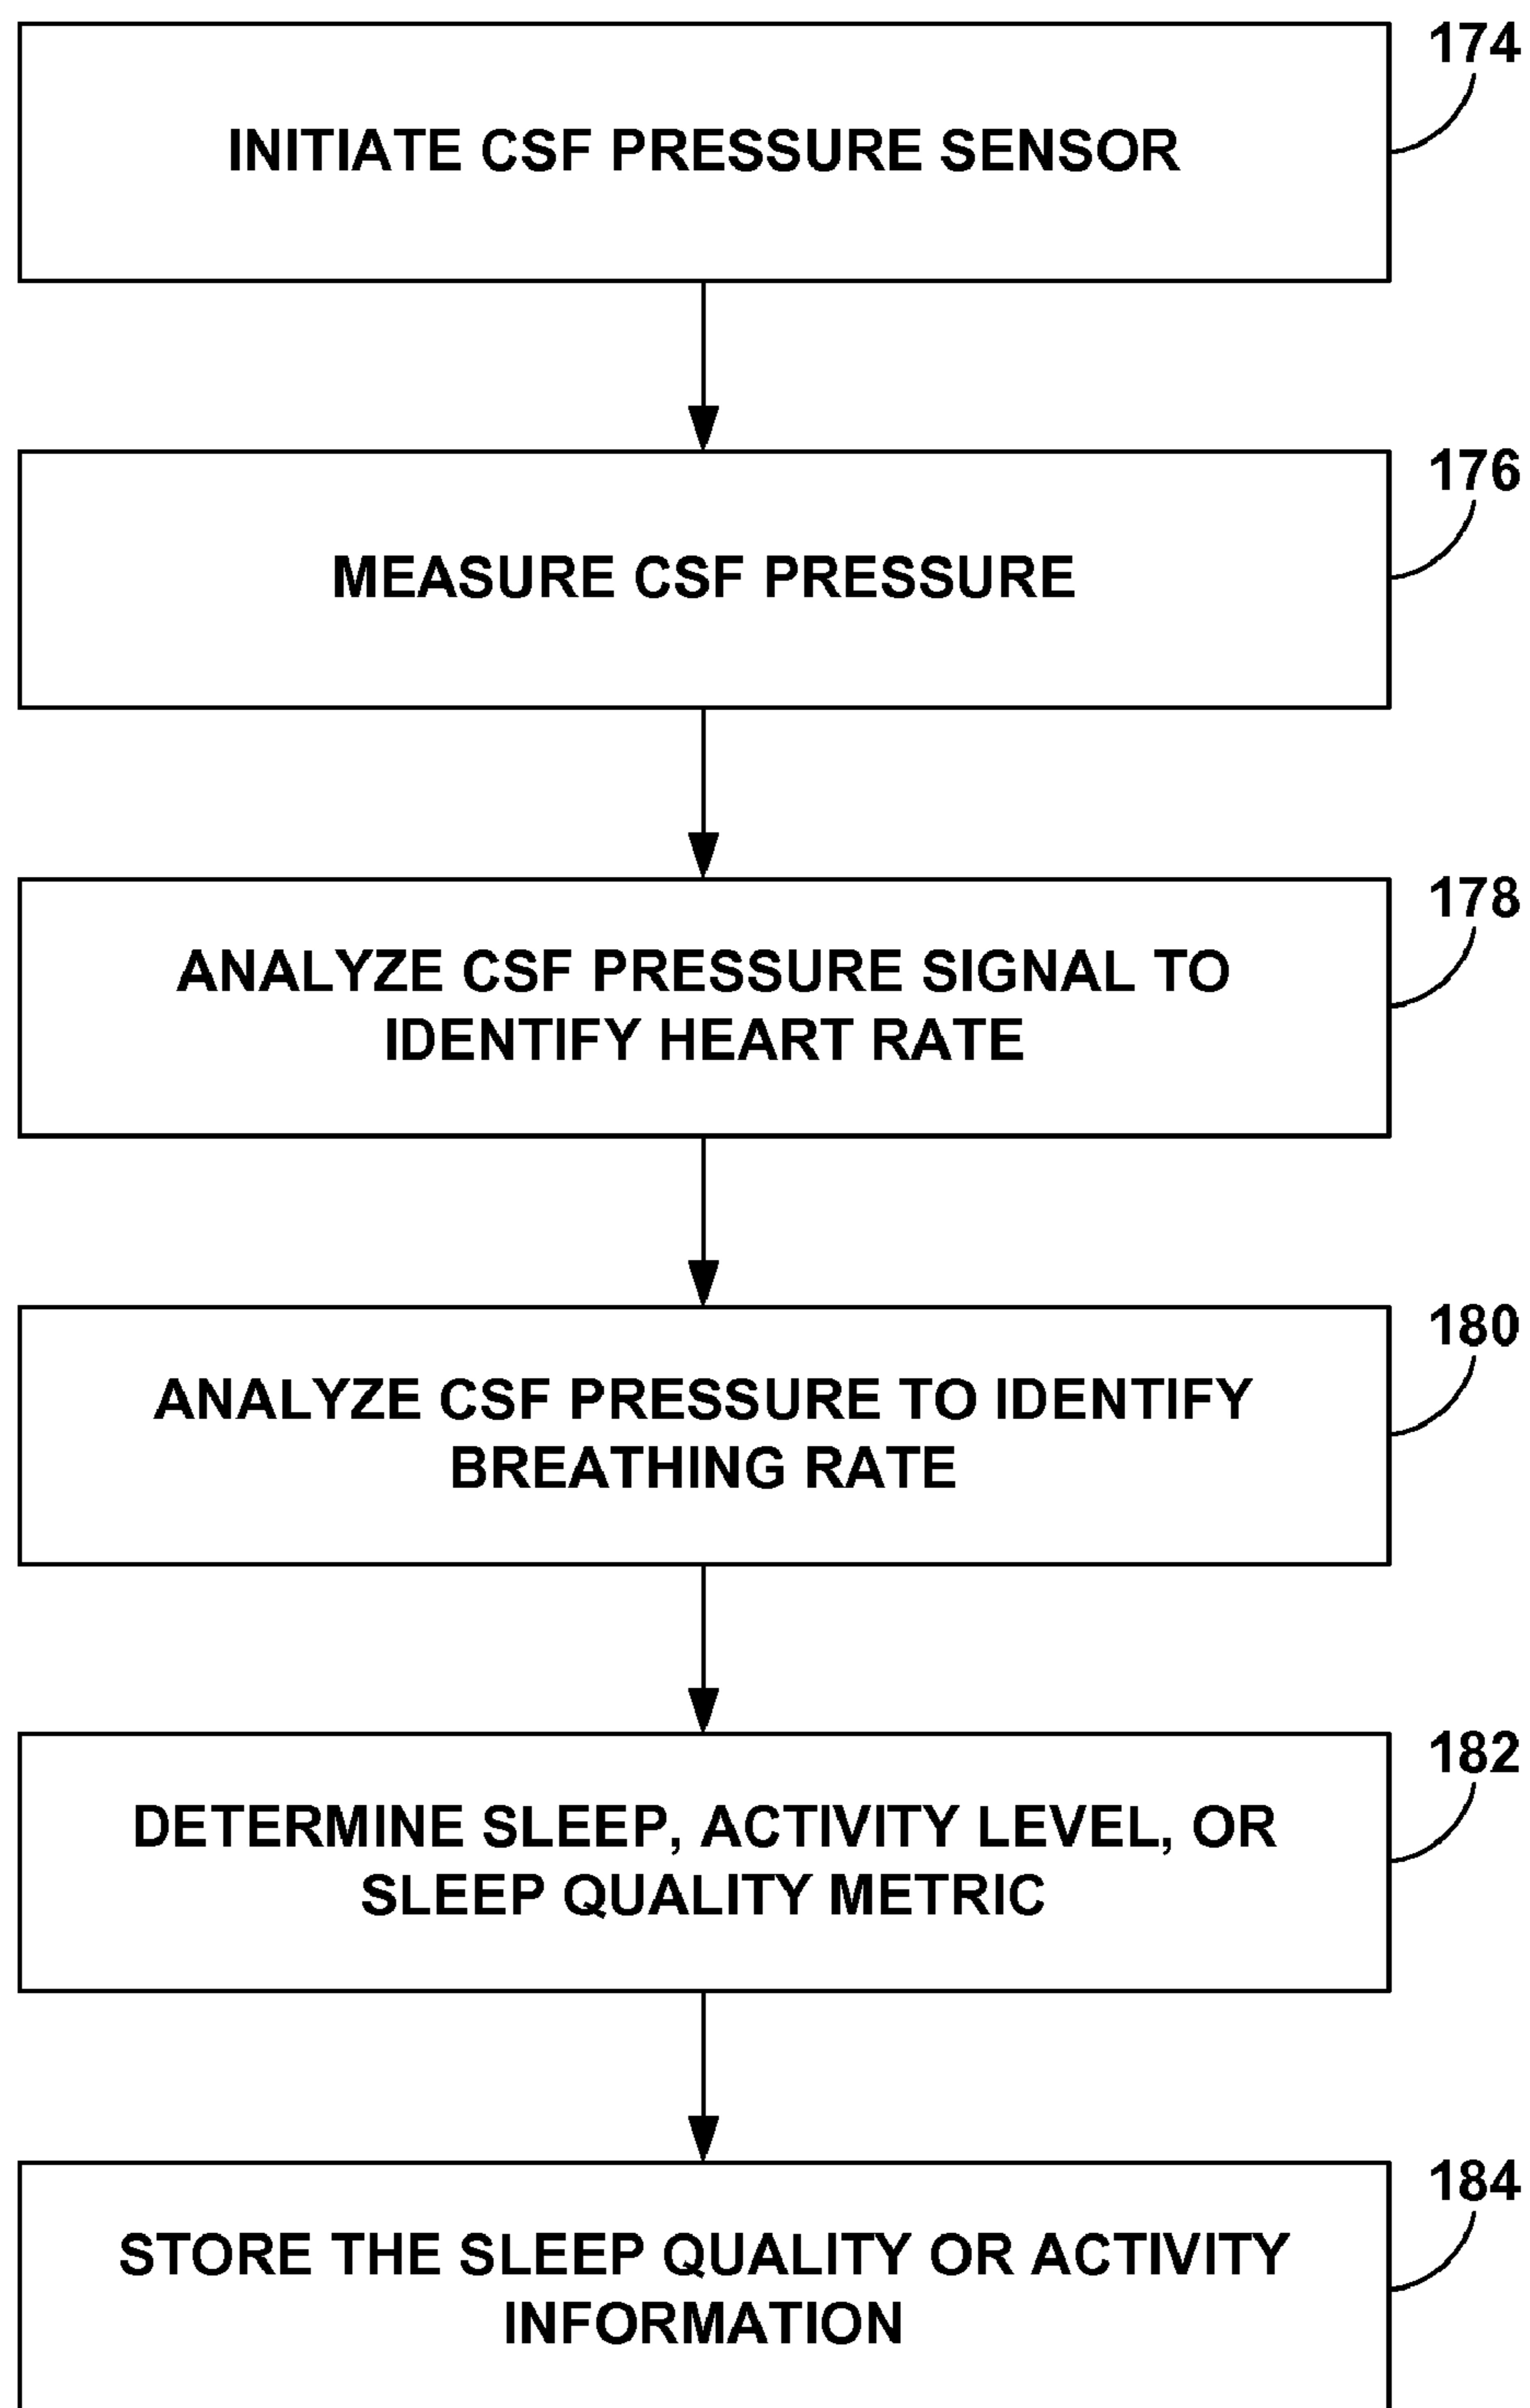 174
INITIATE CSF PRESSURE SENSOR
176
MEASURE CSF PRESSURE
178
ANALYZE CSF PRESSURE SIGNAL TO
IDENTIFY HEART RATE
180
ANALYZE CSF PRESSURE TO IDENTIFY
BREATHING RATE
182
DETERMINE SLEEP, ACTIVITY LEVEL, OR
SLEEP QUALITY METRIC
184
STORE THE SLEEP QUALITY OR ACTIVITY
INFORMATION